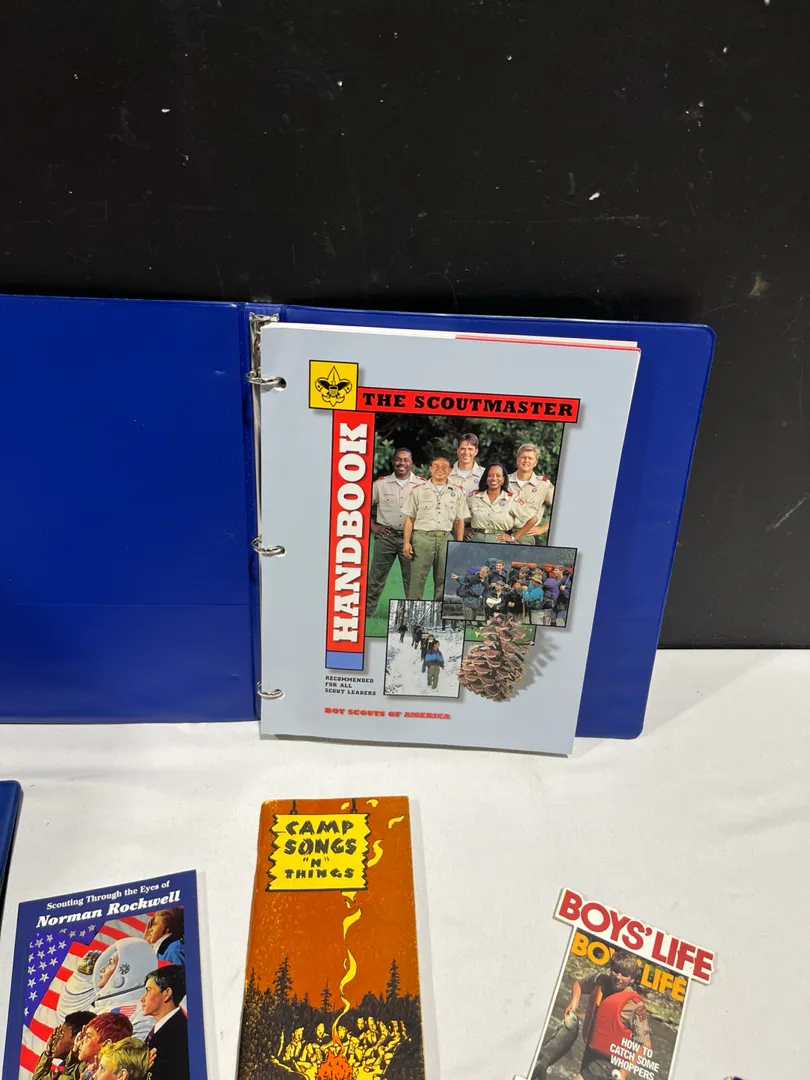 THE SCOUTMASTER
HANDBOOK
RECOMMENDED
FOR ALL
SCOUT LEADERS
BOY SCOUTS OF AMERICA
CAMP
SONGS
"N"
THINGS
Scouting Through the Eyes of
Norman Rockwell
BOYS' LIFE
BOYS' LIFE
HOW TO
CATCH SOME
WHOPPERS